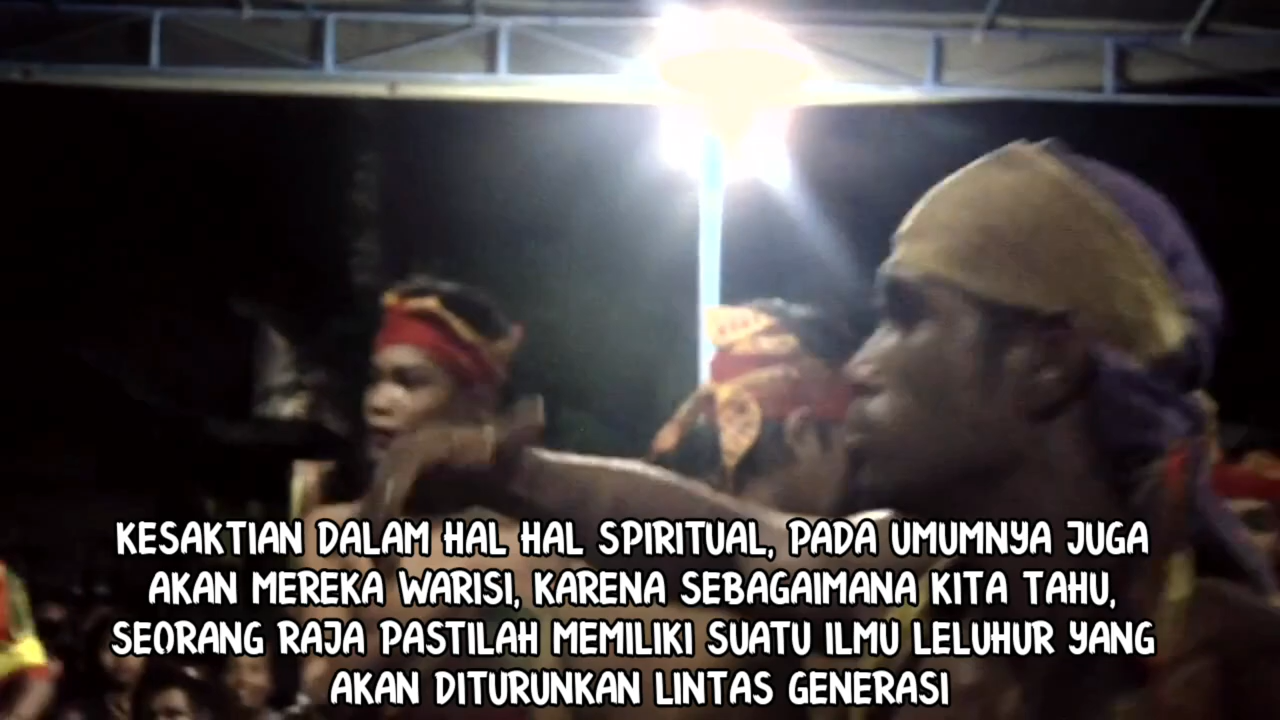 KESAKTIAN DALAM HAL HAL SPIRITUAL, PADA UMUMNYA JUGA
AKAN MEREKA WARISI, KARENA SEBAGAIMANA KITA TAHU,
SEORANG RAJA PASTILAH MEMILIKI SUATU ILMU LELUHUR YANG
AKAN DITURUNKAN LINTAS GENERASI